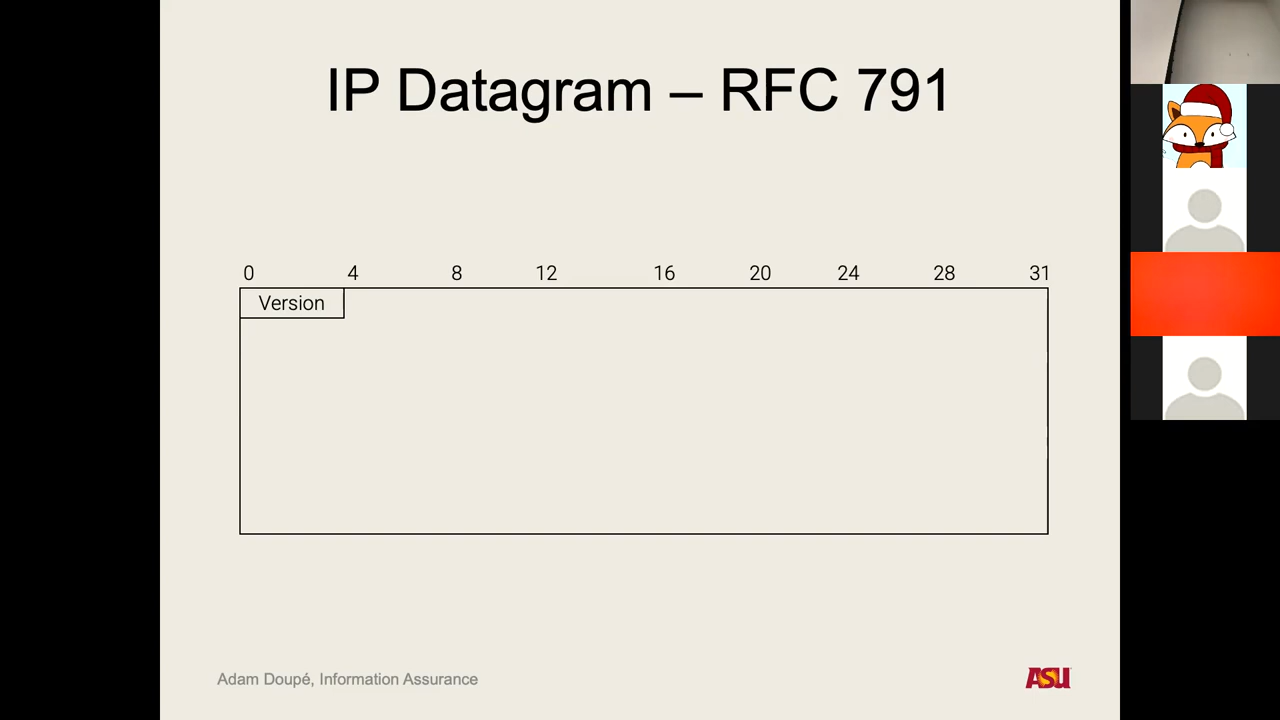 IP Datagram – RFC 791
0 4 8 12 16 20 24 28 31
Version
Adam Doupé, Information Assurance
ASU